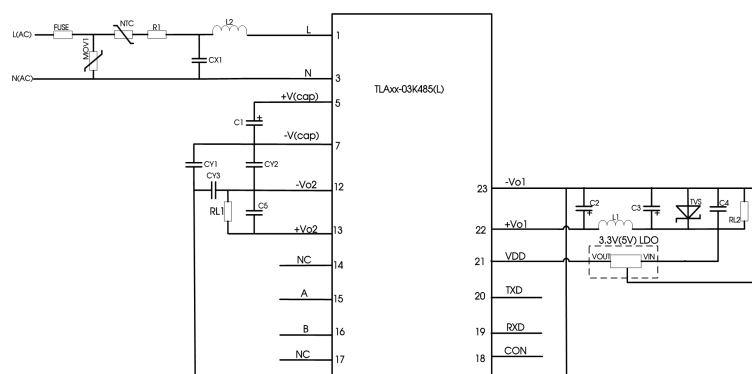 L(AC)
FUSE
MOV1
NTC
R1
CX1
L2
L
1
N(AC)
N
3
TLAxx-03K485(L)
+V(cap)
5
C1
+
-V(cap)
7
CY1
CY2
CY3
-Vo2
12
RL1
C5
+Vo2
13
NC
14
A
15
B
16
NC
17
23
-Vo1
C2
+
L1
C3
+
TVS
C4
RL2
22
+Vo1
3.3V(5V) LDO
21
VDD
VOUT
VIN
20
TXD
19
RXD
18
CON